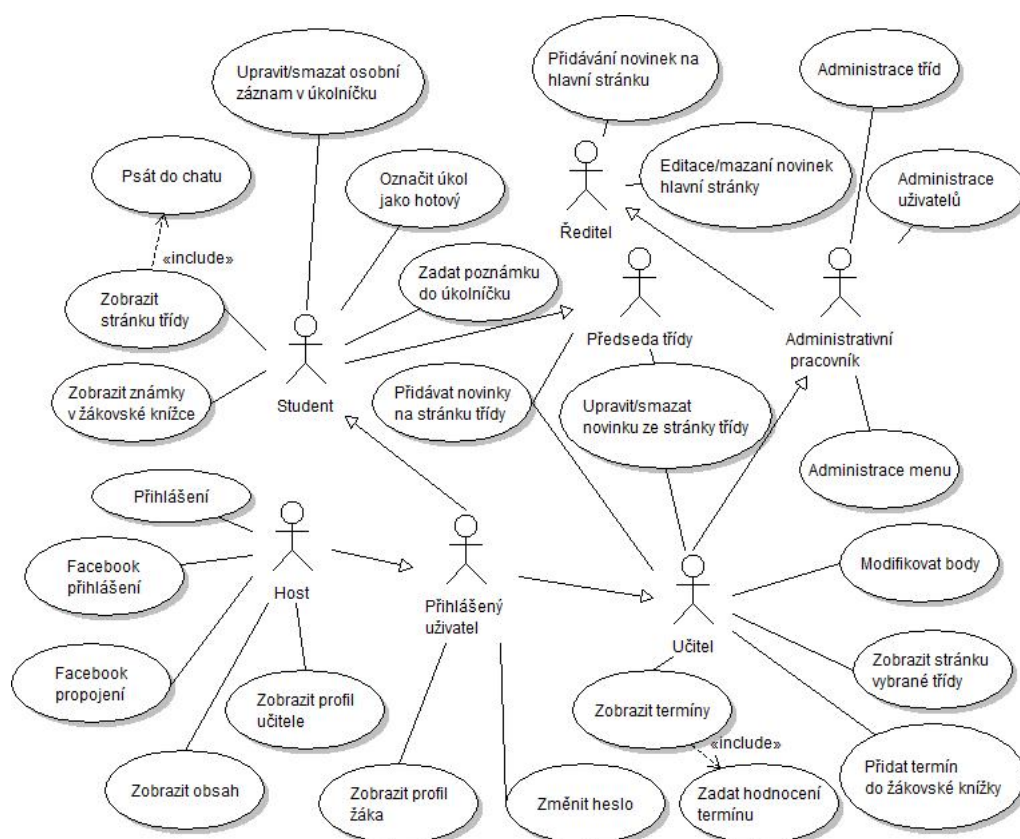 Upravit/smazat osobní
záznam v úkolníčku
Přidávání novinek na
hlavní stránku
Administrace tříd
Psát do chatu
Označit úkol
jako hotový
Editace/mazaní novinek
hlavní stránky
Administrace
uživatelů
Ředitel
«include»
Zobrazit
stránku třídy
Zadat poznámku
do úkolníčku
Předseda třídy
Administrativní
pracovník
Zobrazit známky
v žákovské knížce
Student
Přidávat novinky
na stránku třídy
Upravit/smazat
novinku ze stránky třídy
Administrace menu
Přihlášení
Facebook
přihlášení
Host
Přihlášený
uživatel
Učitel
Modifikovat body
Facebook
propojení
Zobrazit profil
učitele
Zobrazit termíny
Zobrazit stránku
vybrané třídy
«include»
Zobrazit obsah
Zobrazit profil
žáka
Změnit heslo
Zadat hodnocení
termínu
Přidat termín
do žákovské knížky